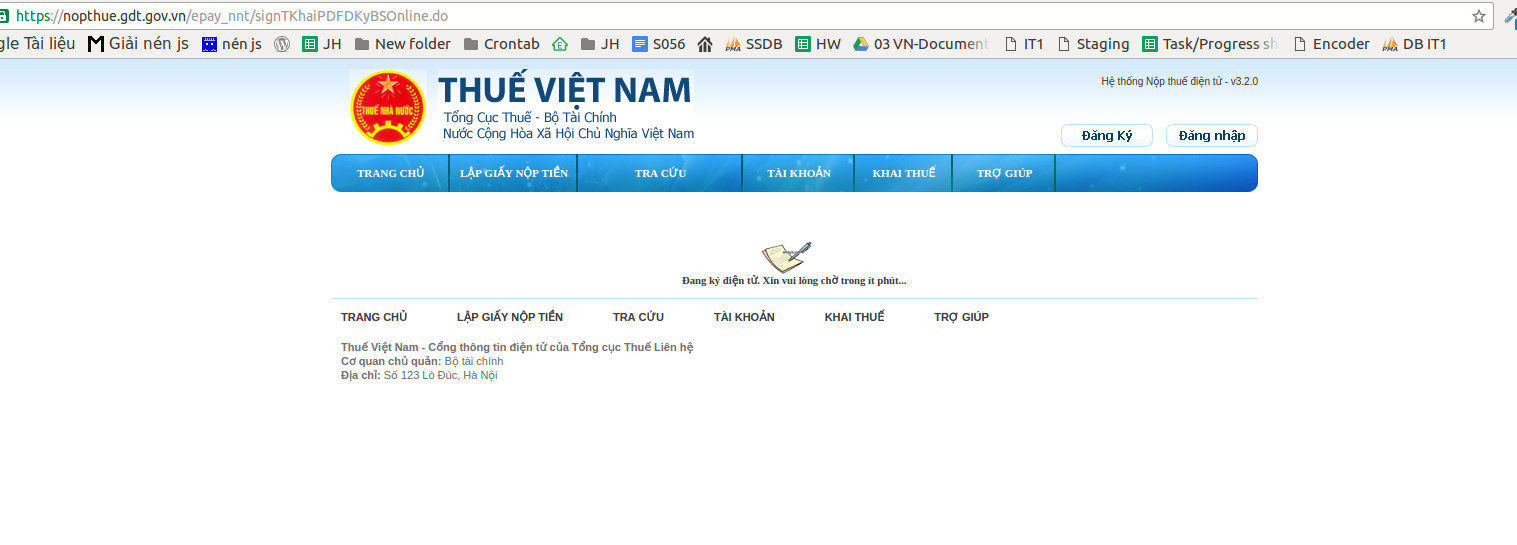 https://nopthue.gdt.gov.vn/epay_nnt/signTKhaiPDFDKyBSOnline.do
gle Tài liệu Giải nén js nén js JH New folder Crontab JH S056 SSDB HW 03 VN-Document IT1 Staging Task/Progress sh Encoder DB IT1
THUẾ NHÀ NƯỚC
THUẾ VIỆT NAM
Tổng Cục Thuế - Bộ Tài Chính
Nước Cộng Hòa Xã Hội Chủ Nghĩa Việt Nam
Hệ thống Nộp thuế điện tử - v3.2.0
Đăng Ký Đăng nhập
TRANG CHỦ LẬP GIẤY NỘP TIỀN TRA CỨU TÀI KHOẢN KHAI THUẾ TRỢ GIÚP
Đang ký điện tử. Xin vui lòng chờ trong ít phút...
TRANG CHỦ LẬP GIẤY NỘP TIỀN TRA CỨU TÀI KHOẢN KHAI THUẾ TRỢ GIÚP
Thuế Việt Nam - Cổng thông tin điện tử của Tổng cục Thuế Liên hệ
Cơ quan chủ quản: Bộ tài chính
Địa chỉ: Số 123 Lò Đúc, Hà Nội